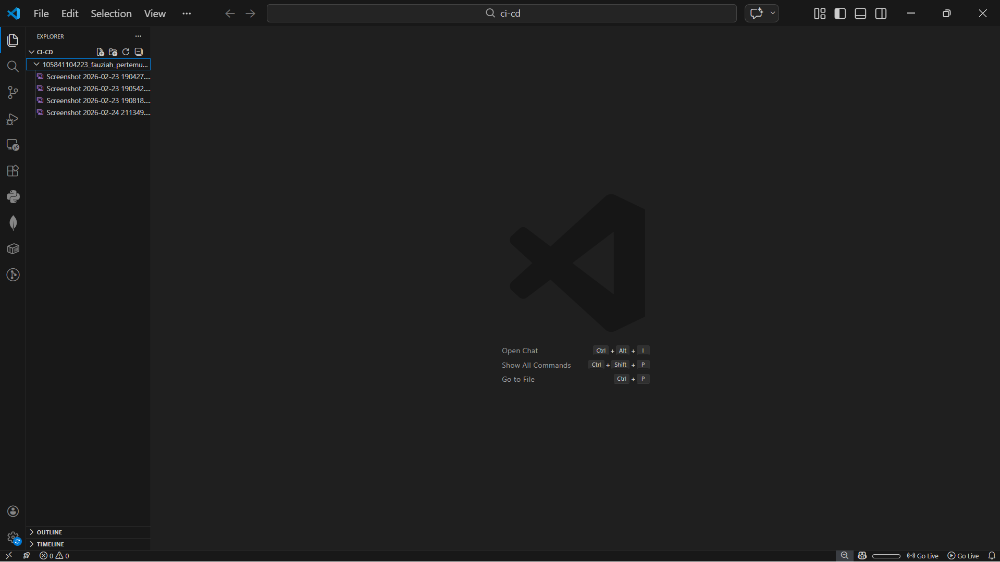 File Edit Selection View
ci-cd
EXPLORER
CI-CD
105841104223_fauziah_pertemu...
Screenshot 2026-02-23 190427....
Screenshot 2026-02-23 190542....
Screenshot 2026-02-23 190818....
Screenshot 2026-02-24 211349....
Open Chat Ctrl + Alt + I
Show All Commands Ctrl + Shift + P
Go to File Ctrl + P
OUTLINE
TIMELINE
0 0 Go Live Go Live